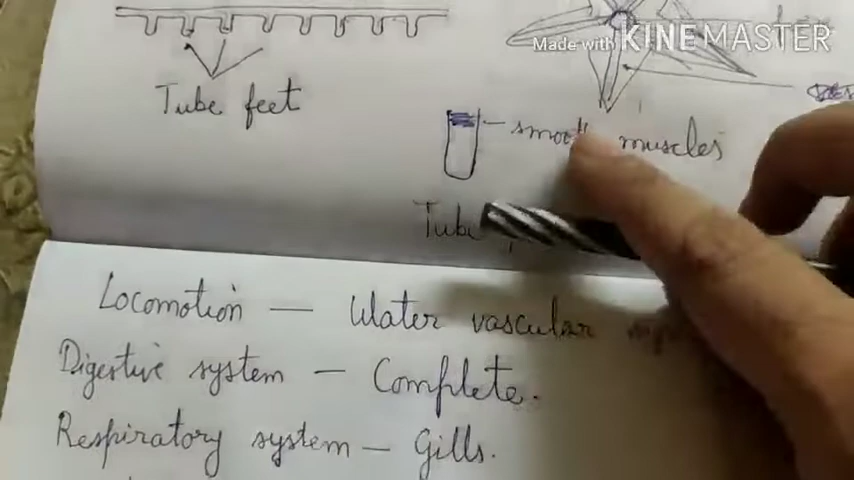 Made with KINEMASTER
Tube feet
smooth muscles
Tube
Locomotion — Water vascular
Digestive system — Complete.
Respiratory system — Gills.